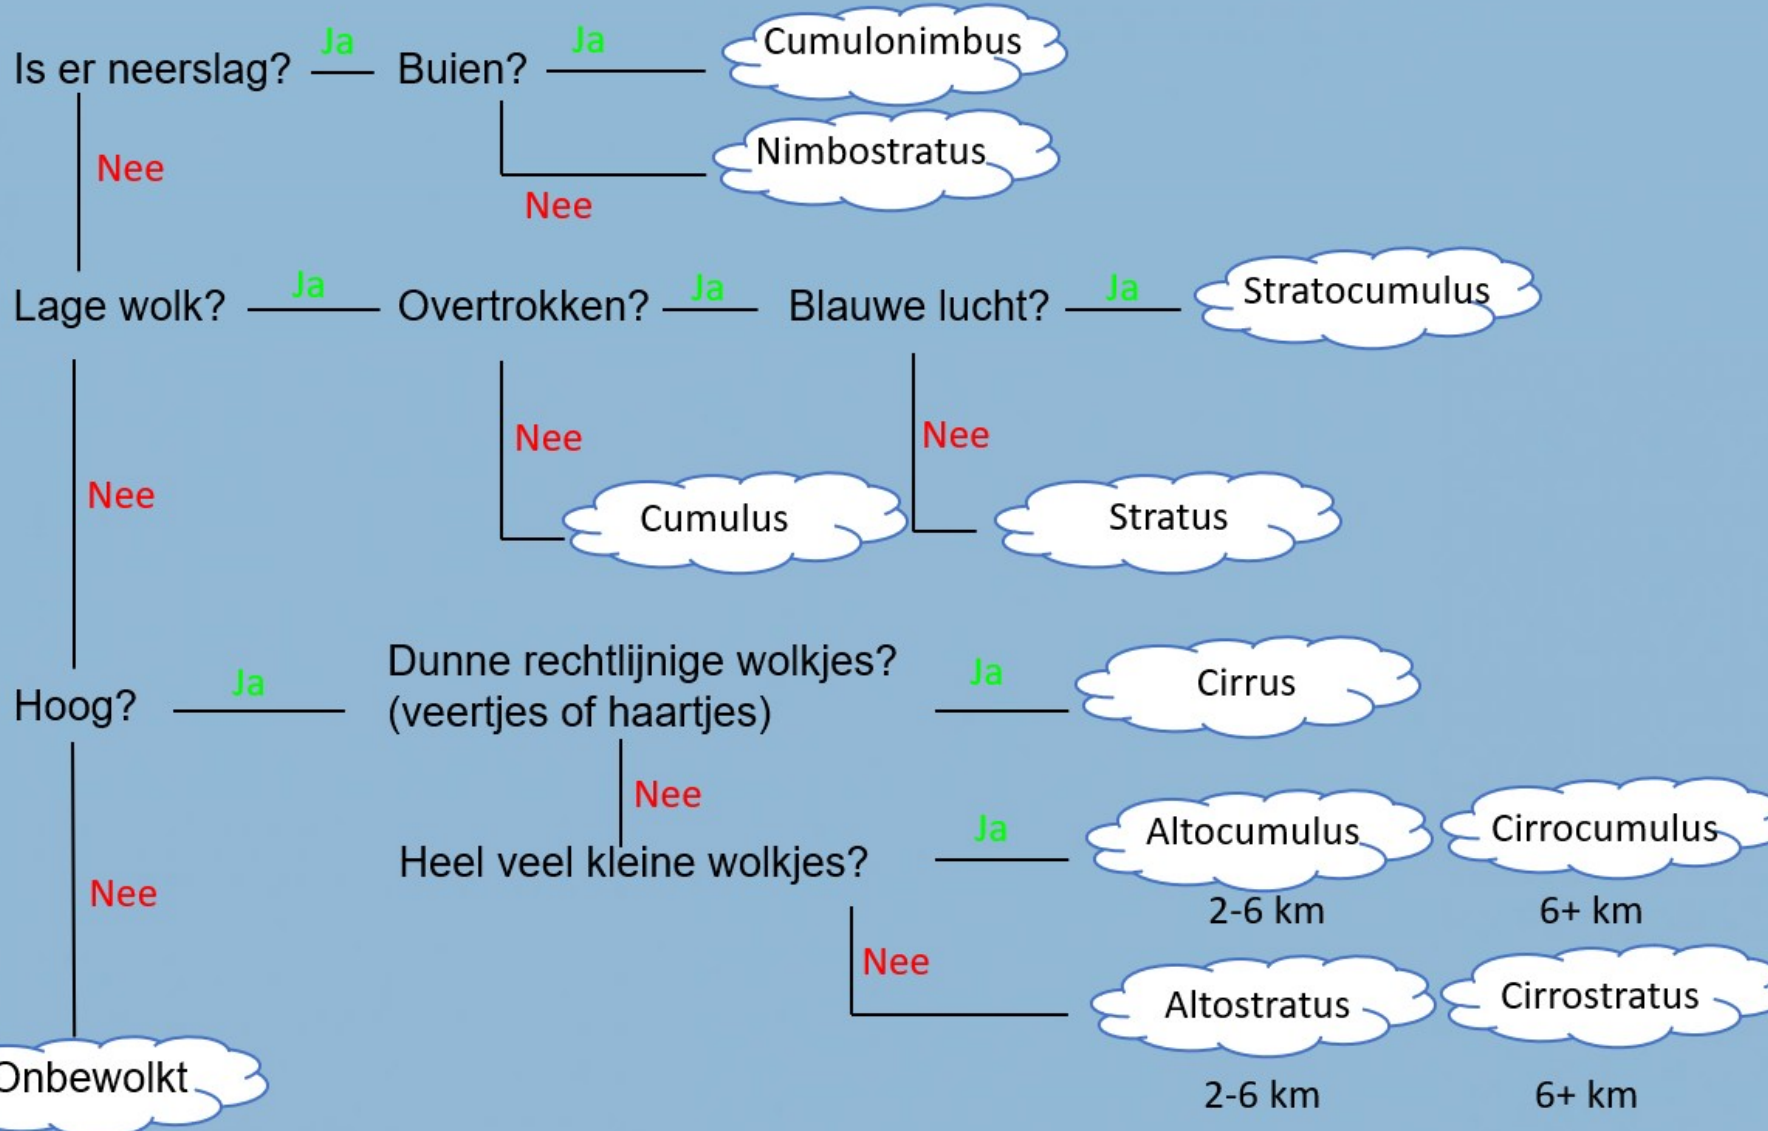 Is er neerslag?
Ja
Buien?
Ja
Cumulonimbus
Nee
Nee
Nimbostratus
Lage wolk?
Ja
Overtrokken?
Ja
Blauwe lucht?
Ja
Stratocumulus
Nee
Nee
Nee
Cumulus
Stratus
Hoog?
Ja
Dunne rechtlijnige wolkjes?
(veertjes of haartjes)
Ja
Cirrus
Nee
Nee
Heel veel kleine wolkjes?
Ja
Altocumulus
Cirrocumulus
2-6 km
6+ km
Nee
Altostratus
Cirrostratus
2-6 km
6+ km
Onbewolkt